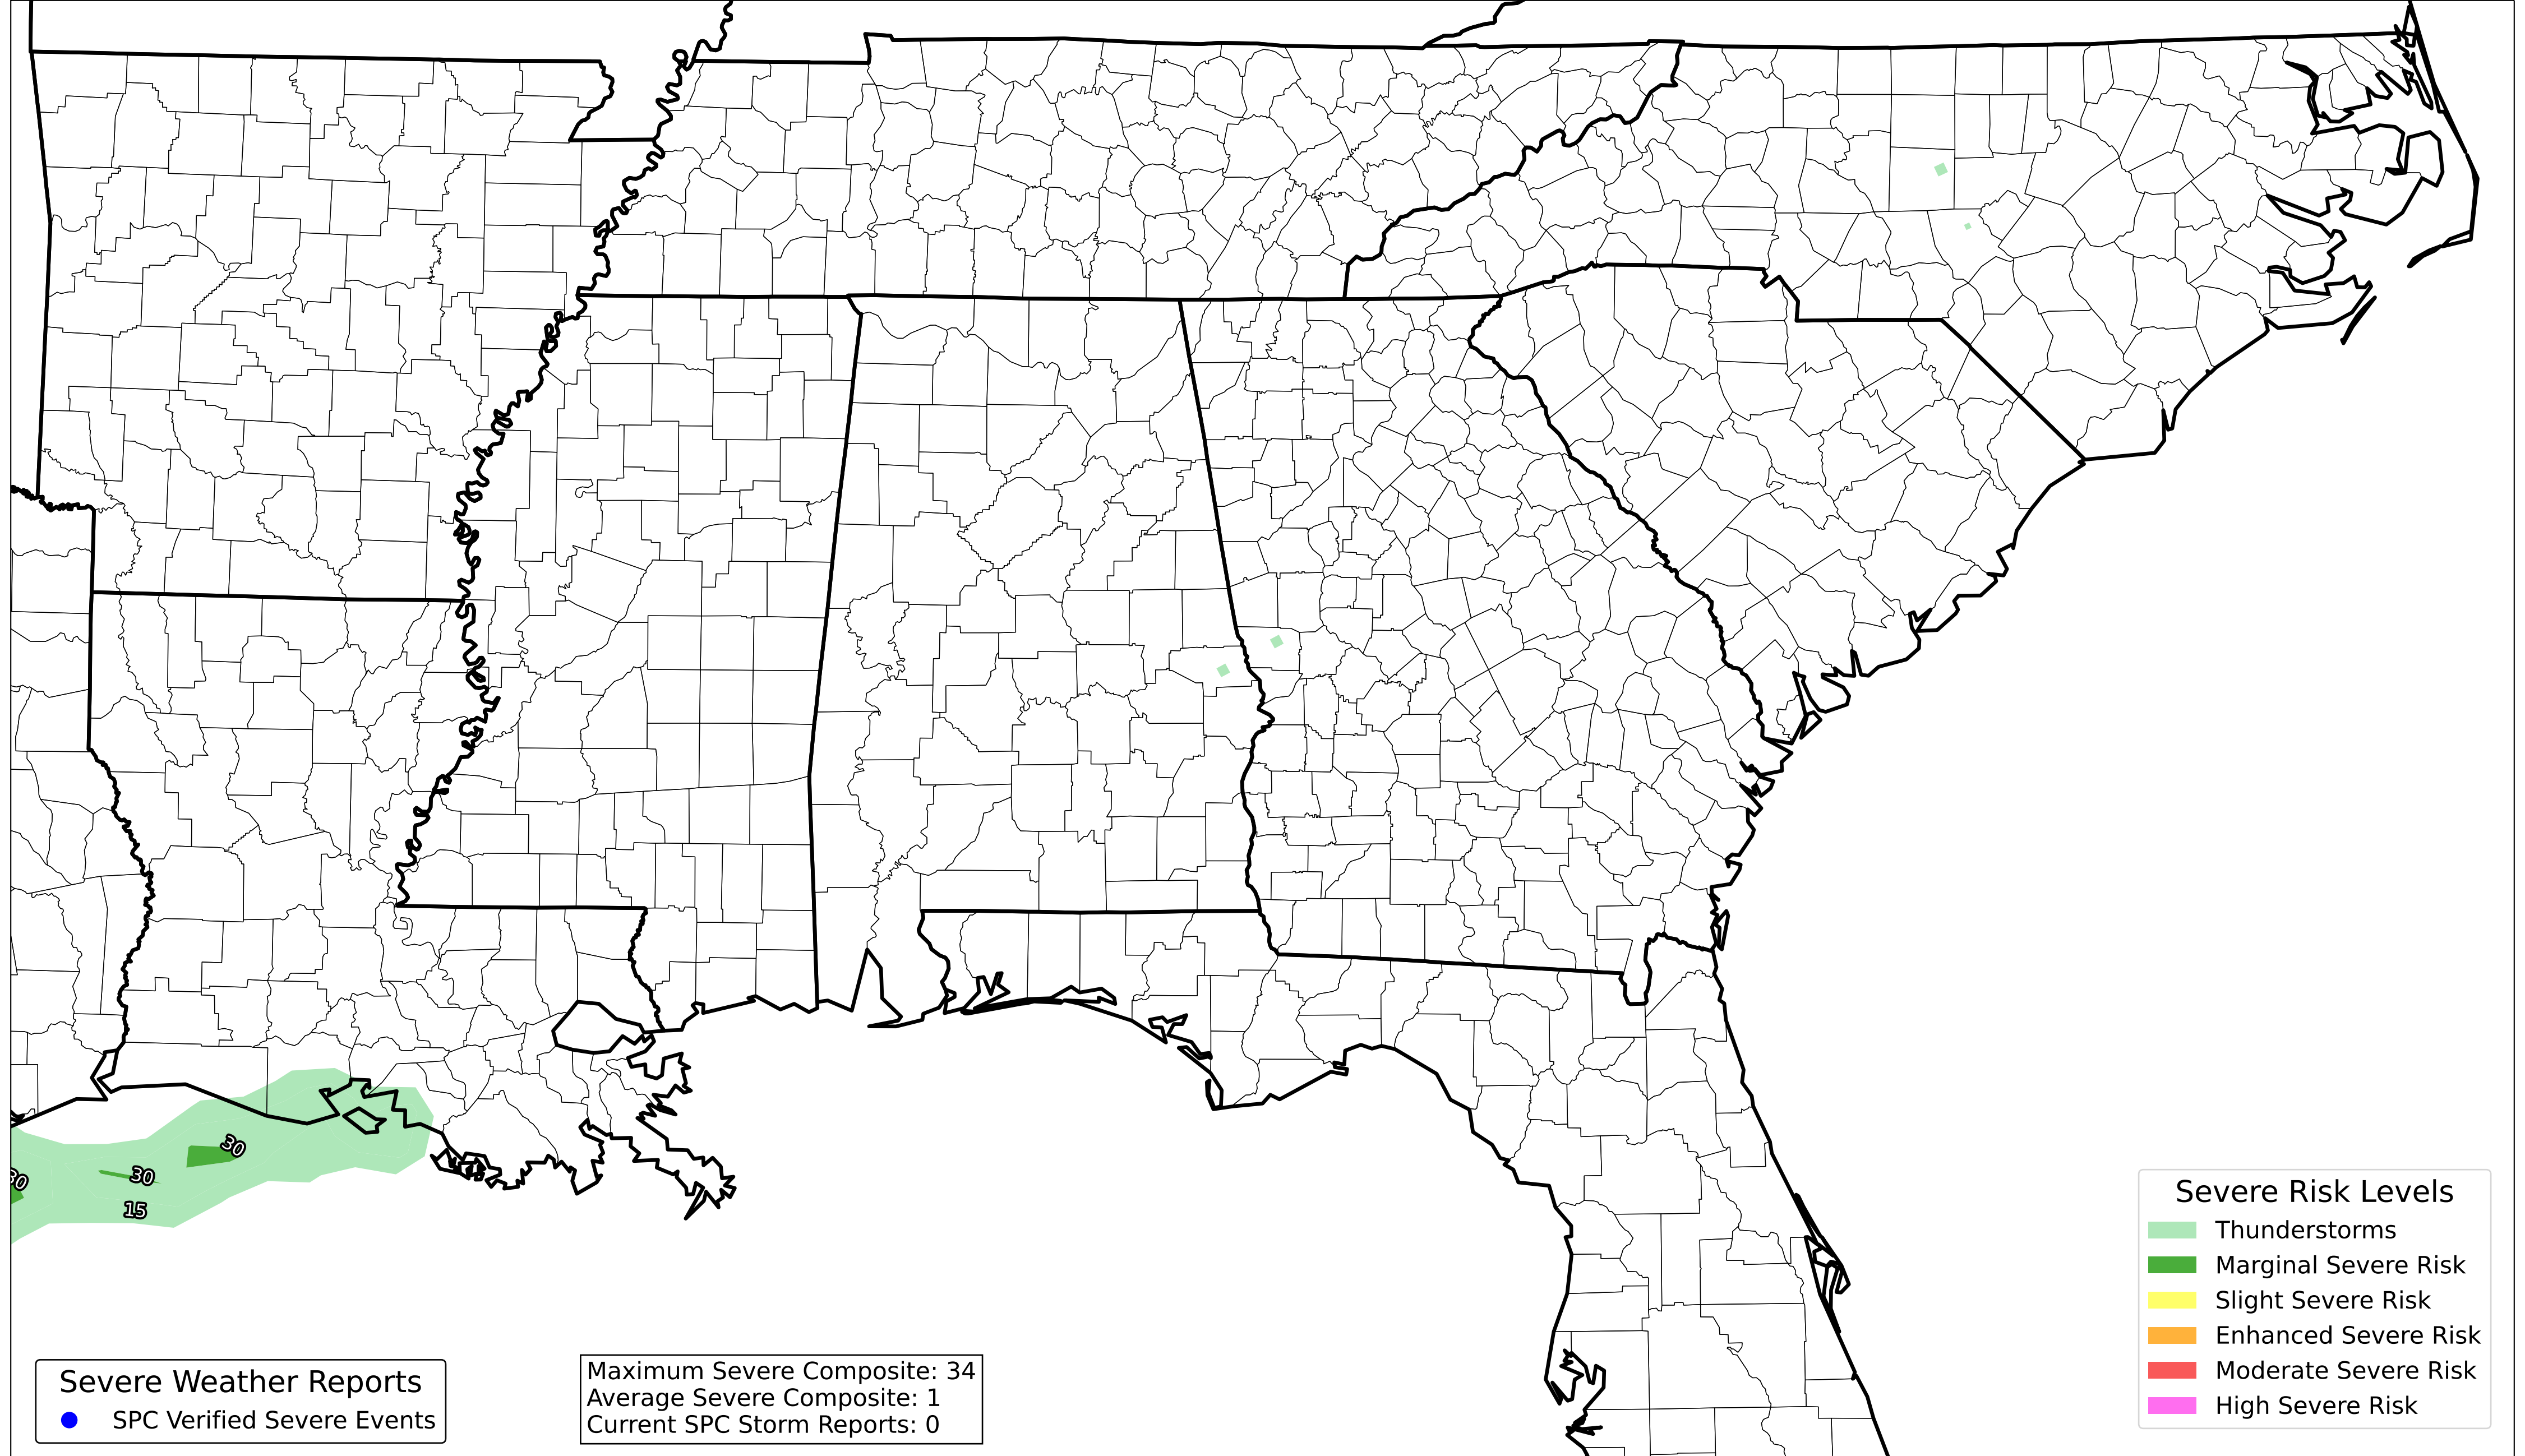 30
30
30
15
Severe Risk Levels
Thunderstorms
Marginal Severe Risk
Slight Severe Risk
Enhanced Severe Risk
Moderate Severe Risk
High Severe Risk
Severe Weather Reports
SPC Verified Severe Events
Maximum Severe Composite: 34
Average Severe Composite: 1
Current SPC Storm Reports: 0